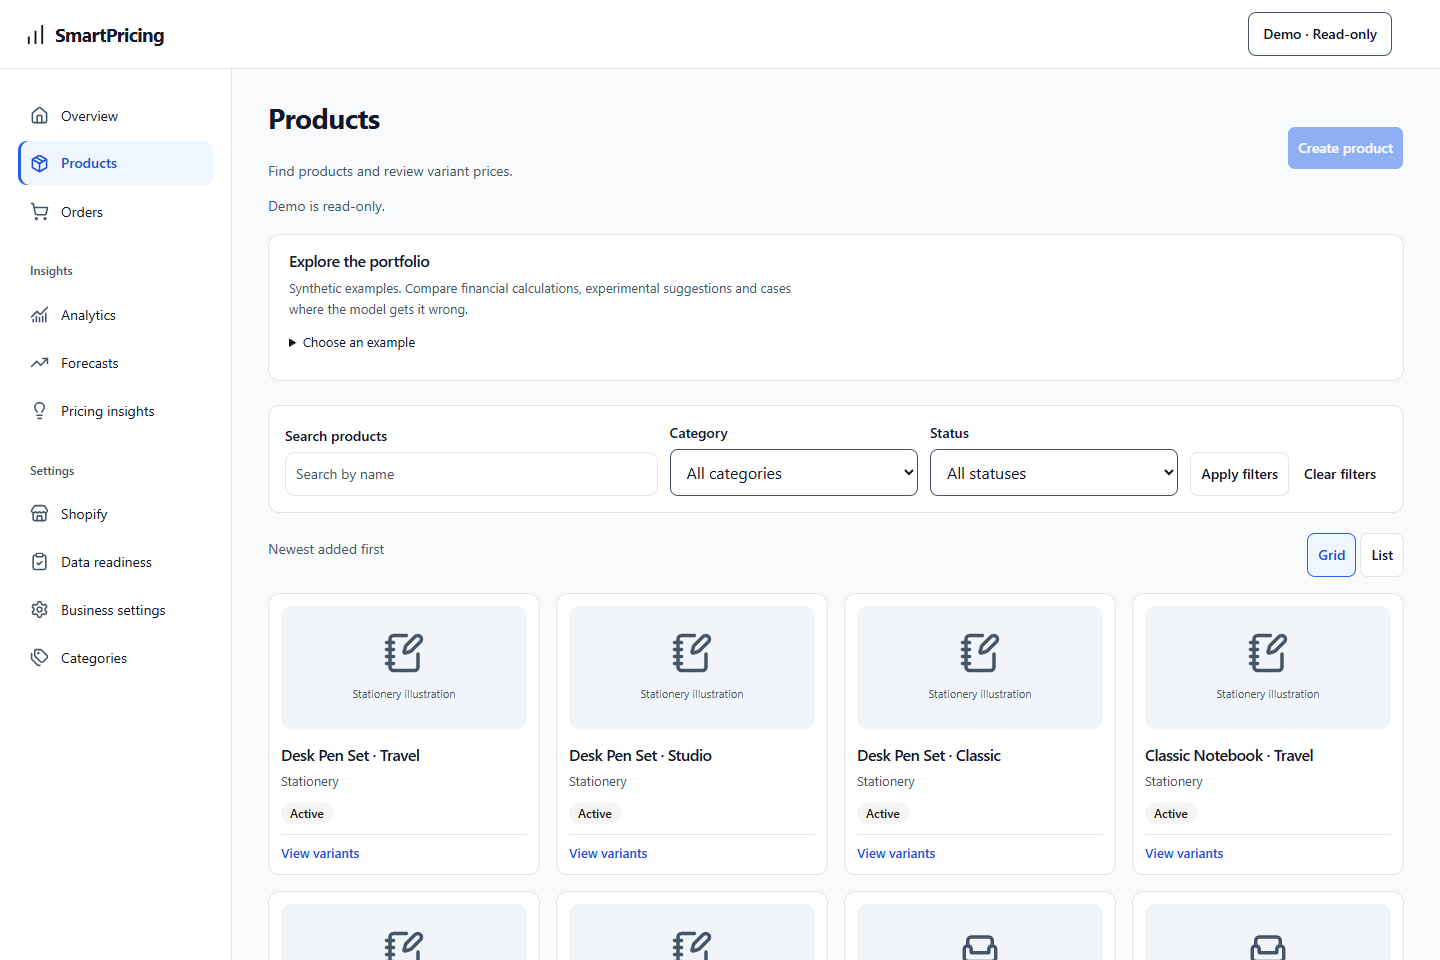 SmartPricing
Demo · Read-only
Overview
Products
Orders
Insights
Analytics
Forecasts
Pricing insights
Settings
Shopify
Data readiness
Business settings
Categories
Products
Create product
Find products and review variant prices.
Demo is read-only.
Explore the portfolio
Synthetic examples. Compare financial calculations, experimental suggestions and cases
where the model gets it wrong.
Choose an example
Search products
Search by name
Category
All categories
Status
All statuses
Apply filters
Clear filters
Newest added first
Grid
List
Stationery illustration
Desk Pen Set · Travel
Stationery
Active
View variants
Stationery illustration
Desk Pen Set · Studio
Stationery
Active
View variants
Stationery illustration
Desk Pen Set · Classic
Stationery
Active
View variants
Stationery illustration
Classic Notebook · Travel
Stationery
Active
View variants